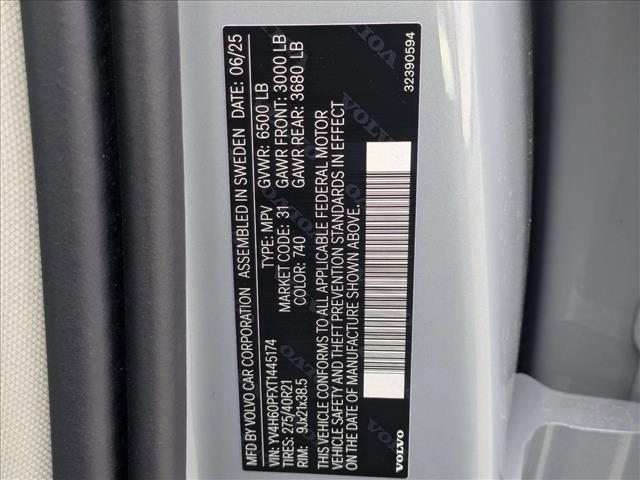 MFD BY VOLVO CAR CORPORATION ASSEMBLED IN SWEDEN DATE: 06/25
VIN: YV4H60PFXT1445174 TYPE: MPV GVWR: 6500 LB
TIRES: 275/40R21 MARKET CODE: 31 GAWR FRONT: 3000 LB
RIM: 9Jx21x38.5 COLOR: 740 GAWR REAR: 3680 LB
THIS VEHICLE CONFORMS TO ALL APPLICABLE FEDERAL MOTOR
VEHICLE SAFETY AND THEFT PREVENTION STANDARDS IN EFFECT
ON THE DATE OF MANUFACTURE SHOWN ABOVE.
VOLVO 32390594